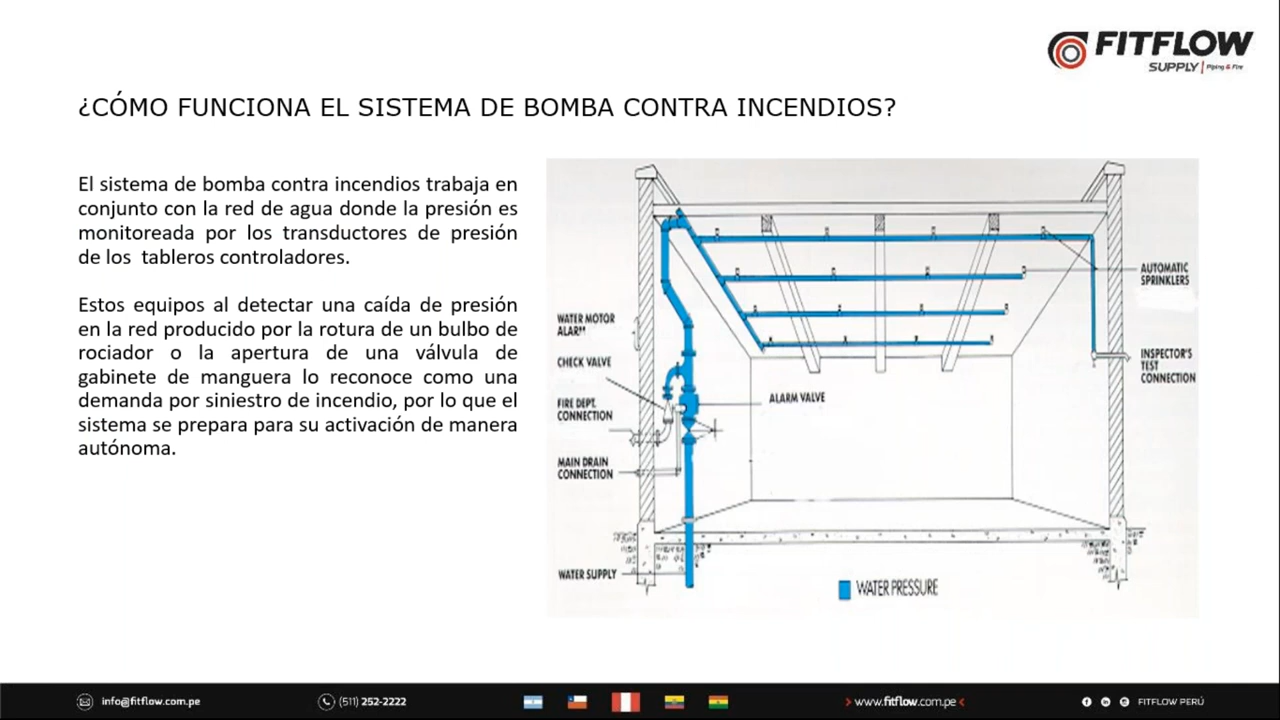 FITFLOW
SUPPLY | Piping & Fire
¿CÓMO FUNCIONA EL SISTEMA DE BOMBA CONTRA INCENDIOS?
El sistema de bomba contra incendios trabaja en
conjunto con la red de agua donde la presión es
monitoreada por los transductores de presión
de los tableros controladores.
Estos equipos al detectar una caída de presión
en la red producido por la rotura de un bulbo de
rociador o la apertura de una válvula de
gabinete de manguera lo reconoce como una
demanda por siniestro de incendio, por lo que el
sistema se prepara para su activación de manera
autónoma.
WATER MOTOR
CHECK VALVE
FIRE DEPT.
CONNECTION
MAIN DRAIN
CONNECTION
WATER SUPPLY
ALARM VALVE
AUTOMATIC
SPRINKLERS
INSPECTOR'S
TEST
CONNECTION
WATER PRESSURE
info@fitflow.com.pe
(511) 252-2222
www.fitflow.com.pe
FITFLOW PERÚ